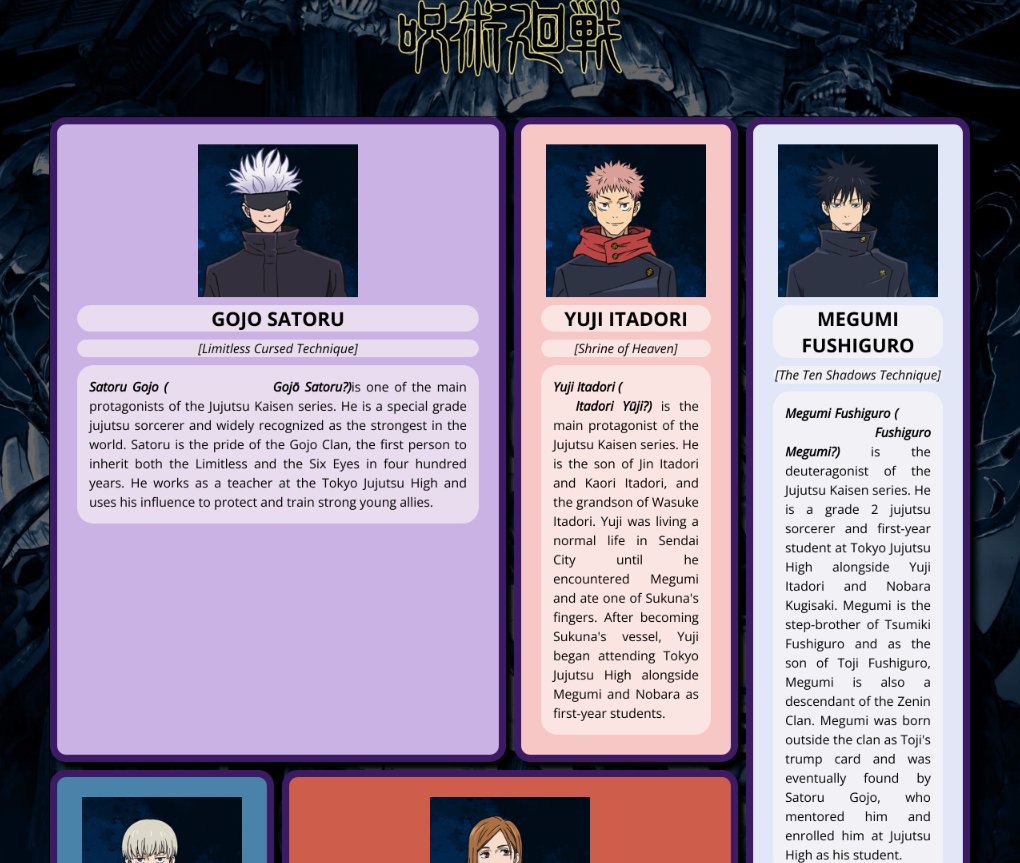 呪術廻戦
GOJO SATORU
[Limitless Cursed Technique]
Satoru Gojo ( Gojō Satoru?)is one of the main
protagonists of the Jujutsu Kaisen series. He is a special grade
jujutsu sorcerer and widely recognized as the strongest in the
world. Satoru is the pride of the Gojo Clan, the first person to
inherit both the Limitless and the Six Eyes in four hundred
years. He works as a teacher at the Tokyo Jujutsu High and
uses his influence to protect and train strong young allies.
YUJI ITADORI
[Shrine of Heaven]
Yuji Itadori (
Itadori Yūji?) is the
main protagonist of the
Jujutsu Kaisen series. He
is the son of Jin Itadori
and Kaori Itadori, and
the grandson of Wasuke
Itadori. Yuji was living a
normal life in Sendai
City until he
encountered Megumi
and ate one of Sukuna's
fingers. After becoming
Sukuna's vessel, Yuji
began attending Tokyo
Jujutsu High alongside
Megumi and Nobara as
first-year students.
MEGUMI
FUSHIGURO
[The Ten Shadows Technique]
Megumi Fushiguro (
Fushiguro
Megumi?) is the
deuteragonist of the
Jujutsu Kaisen series. He
is a grade 2 jujutsu
sorcerer and first-year
student at Tokyo Jujutsu
High alongside Yuji
Itadori and Nobara
Kugisaki. Megumi is the
step-brother of Tsumiki
Fushiguro and as the
son of Toji Fushiguro,
Megumi is also a
descendant of the Zenin
Clan. Megumi was born
outside the clan as Toji's
trump card and was
eventually found by
Satoru Gojo, who
mentored him and
enrolled him at Jujutsu
High as his student.